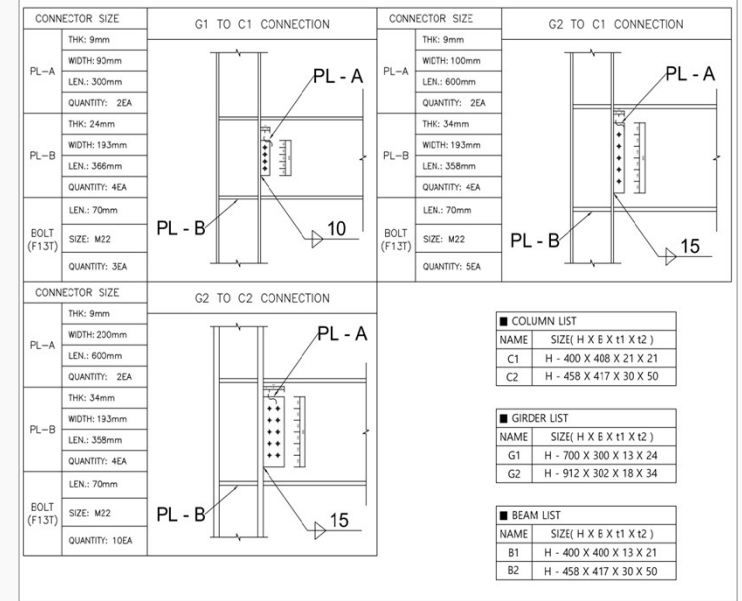 CONNECTOR SIZE
G1 TO C1 CONNECTION
PL-A
THK: 9mm
WIDTH: 90mm
LEN.: 300mm
QUANTITY: 2EA
PL-B
THK: 24mm
WIDTH: 193mm
LEN.: 366mm
QUANTITY: 4EA
BOLT
(F13T)
LEN.: 70mm
SIZE: M22
QUANTITY: 3EA
PL - A
PL - B
10
CONNECTOR SIZE
G2 TO C1 CONNECTION
PL-A
THK: 9mm
WIDTH: 100mm
LEN.: 600mm
QUANTITY: 2EA
PL-B
THK: 34mm
WIDTH: 193mm
LEN.: 358mm
QUANTITY: 4EA
BOLT
(F13T)
LEN.: 70mm
SIZE: M22
QUANTITY: 5EA
PL - A
PL - B
15
CONNECTOR SIZE
G2 TO C2 CONNECTION
PL-A
THK: 9mm
WIDTH: 200mm
LEN.: 600mm
QUANTITY: 2EA
PL-B
THK: 34mm
WIDTH: 193mm
LEN.: 358mm
QUANTITY: 4EA
BOLT
(F13T)
LEN.: 70mm
SIZE: M22
QUANTITY: 10EA
PL - A
PL - B
15
■ COLUMN LIST
NAME SIZE( H X B X t1 X t2 )
C1 H - 400 X 408 X 21 X 21
C2 H - 458 X 417 X 30 X 50
■ GIRDER LIST
NAME SIZE( H X B X t1 X t2 )
G1 H - 700 X 300 X 13 X 24
G2 H - 912 X 302 X 18 X 34
■ BEAM LIST
NAME SIZE( H X B X t1 X t2 )
B1 H - 400 X 400 X 13 X 21
B2 H - 458 X 417 X 30 X 50